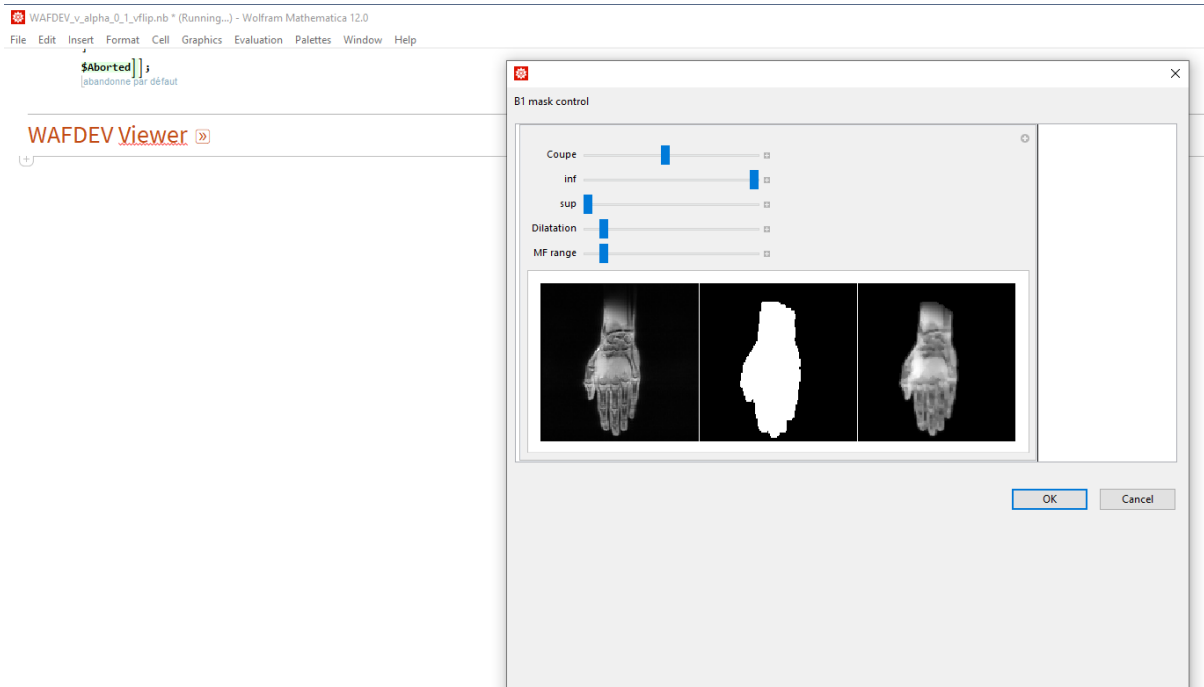 WAFDEV_v_alpha_0_1_vflip.nb * (Running...) - Wolfram Mathematica 12.0
File Edit Insert Format Cell Graphics Evaluation Palettes Window Help
]
$Aborted]];
abandonne par défaut
WAFDEV Viewer »
B1 mask control
Coupe
inf
sup
Dilatation
MF range
OK Cancel